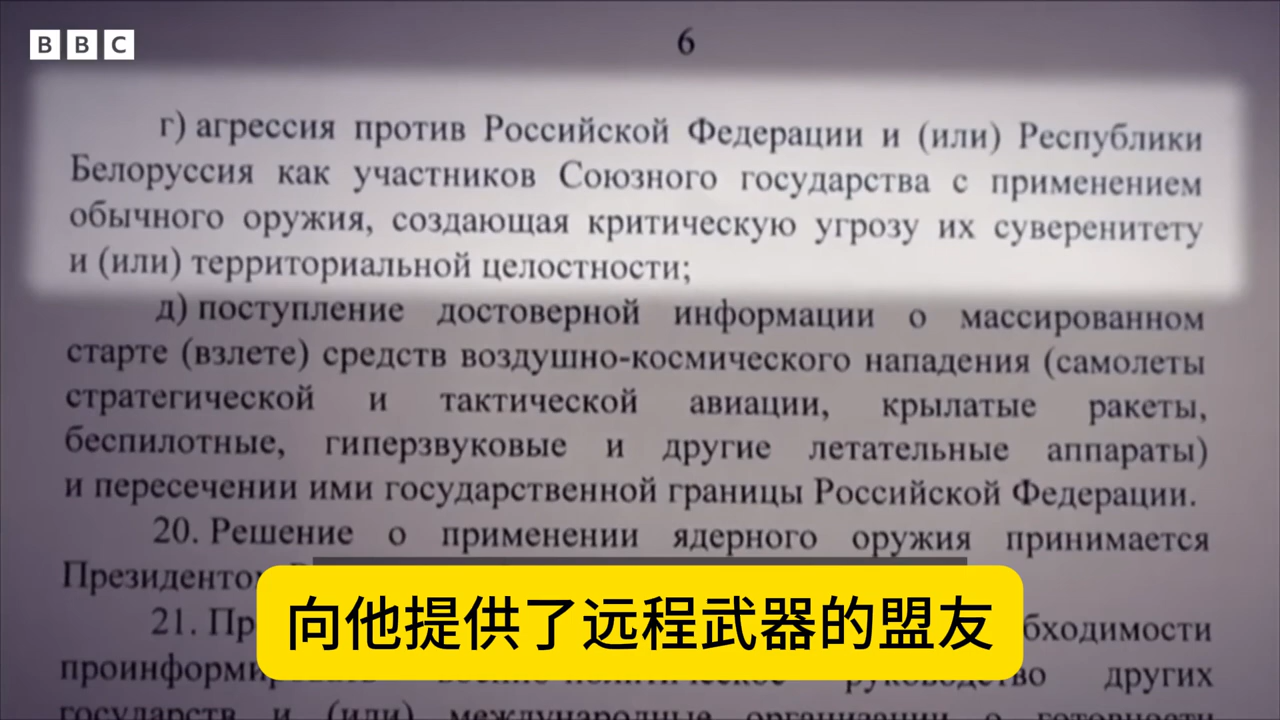 BBC
6
г) агрессия против Российской Федерации и (или) Республики
Белоруссия как участников Союзного государства с применением
обычного оружия, создающая критическую угрозу их суверенитету
и (или) территориальной целостности;
д) поступление достоверной информации о массированном
старте (взлете) средств воздушно-космического нападения (самолеты
стратегической и тактической авиации, крылатые ракеты,
беспилотные, гиперзвуковые и другие летательные аппараты)
и пересечении ими государственной границы Российской Федерации.
20. Решение о применении ядерного оружия принимается
Президенто
21. Пр бходимости
проинформир других
государств и (или) международные организации о готовности
向他提供了远程武器的盟友